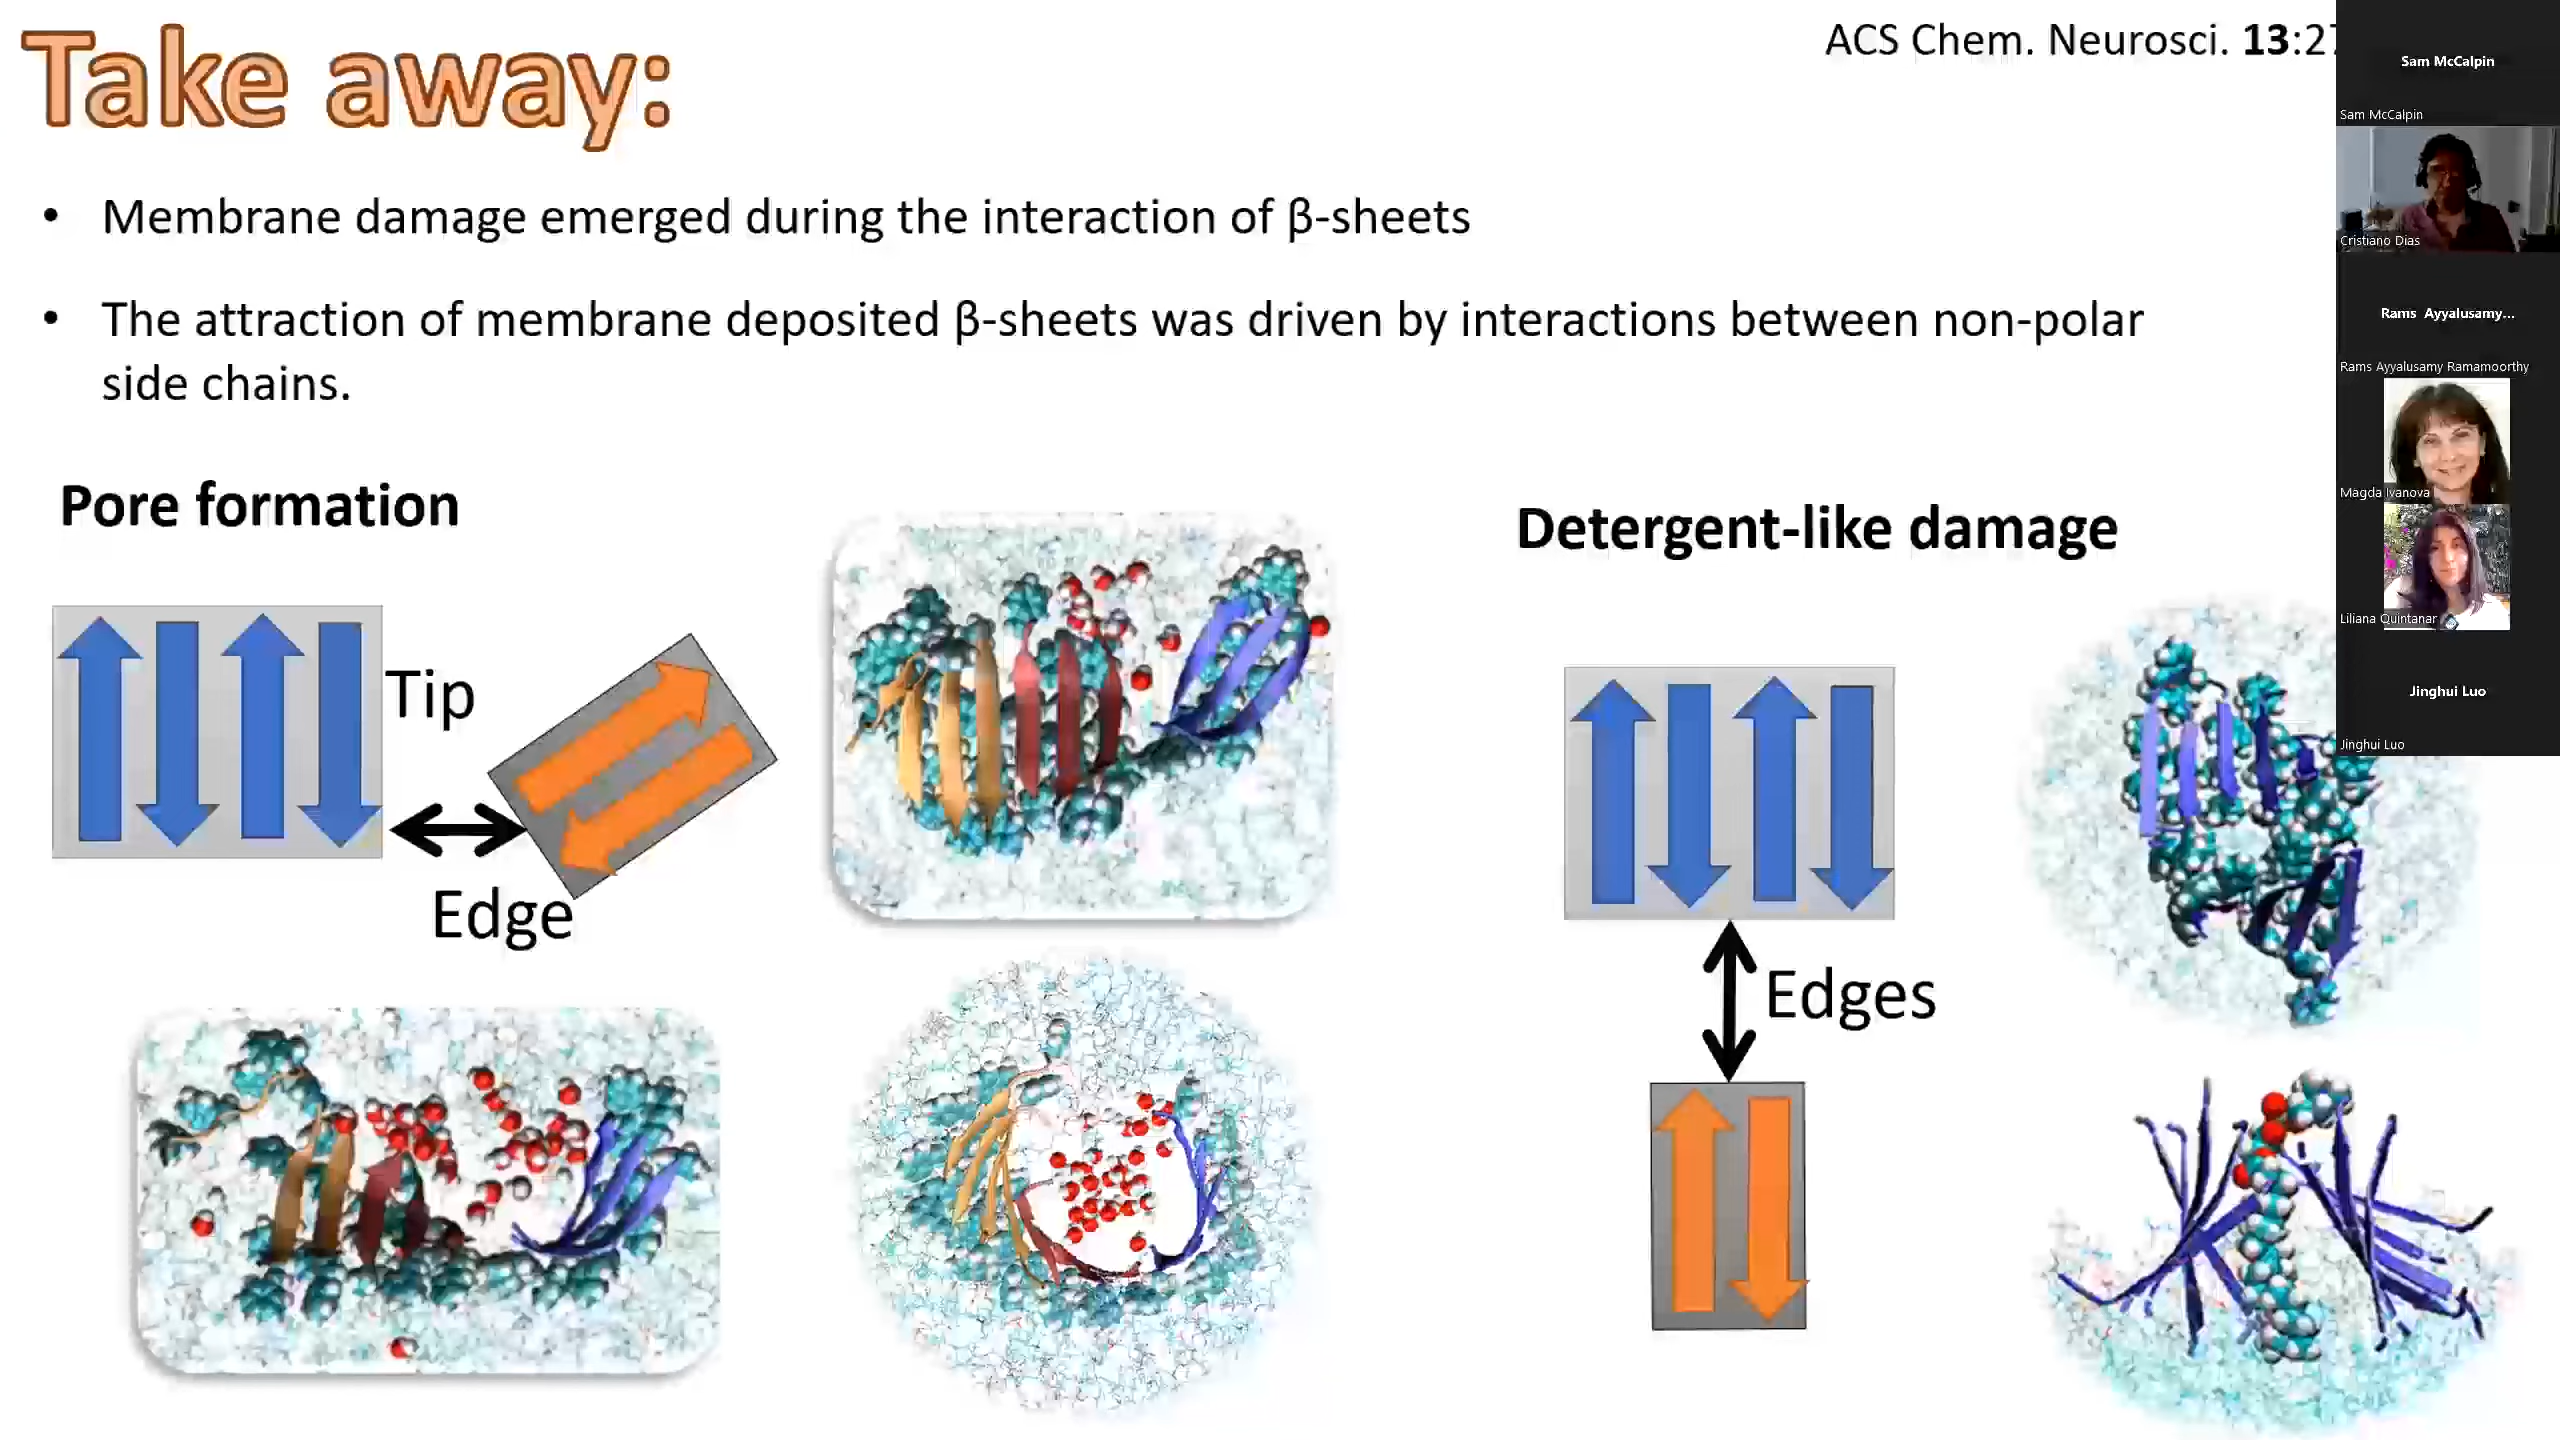 Take away:
ACS Chem. Neurosci. 13:27
• Membrane damage emerged during the interaction of β-sheets
• The attraction of membrane deposited β-sheets was driven by interactions between non-polar
side chains.
Pore formation
Tip
Edge
Detergent-like damage
Edges
Sam McCalpin
Sam McCalpin
Cristiano Dias
Rams Ayyalusamy...
Rams Ayyalusamy Ramamoorthy
Magda Ivanova
Liliana Quintanar
Jinghui Luo
Jinghui Luo